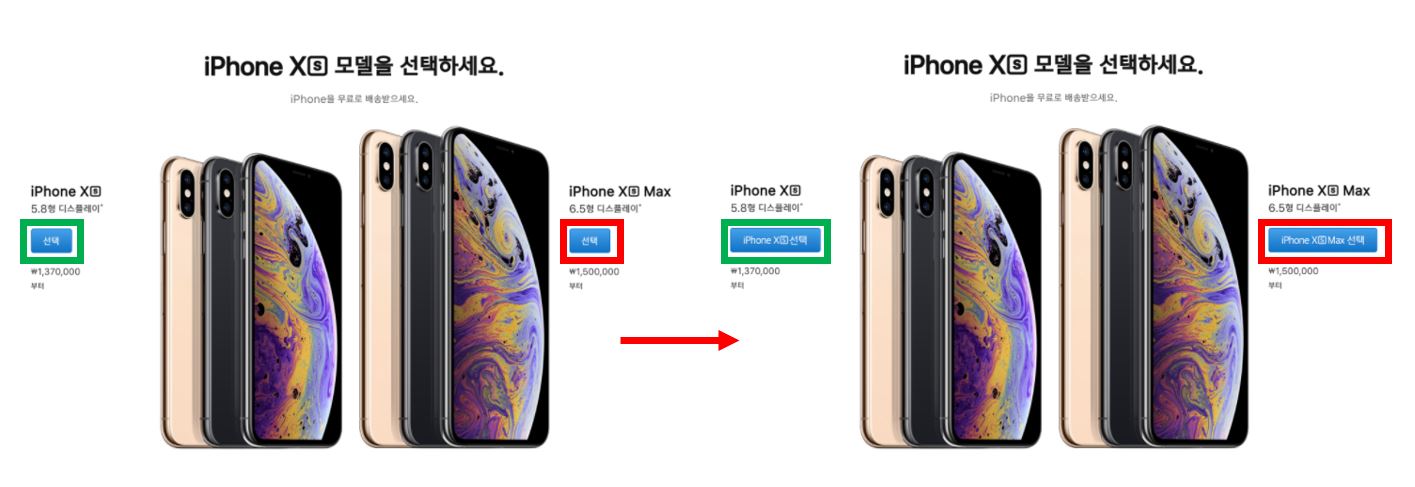 iPhone XS 모델을 선택하세요.
iPhone을 무료로 배송받으세요.
iPhone XS
5.8형 디스플레이*
선택
₩1,370,000
부터
iPhone XS Max
6.5형 디스플레이*
선택
₩1,500,000
부터
iPhone XS 모델을 선택하세요.
iPhone을 무료로 배송받으세요.
iPhone XS
5.8형 디스플레이*
iPhone XS선택
₩1,370,000
부터
iPhone XS Max
6.5형 디스플레이*
iPhone XS Max 선택
₩1,500,000
부터